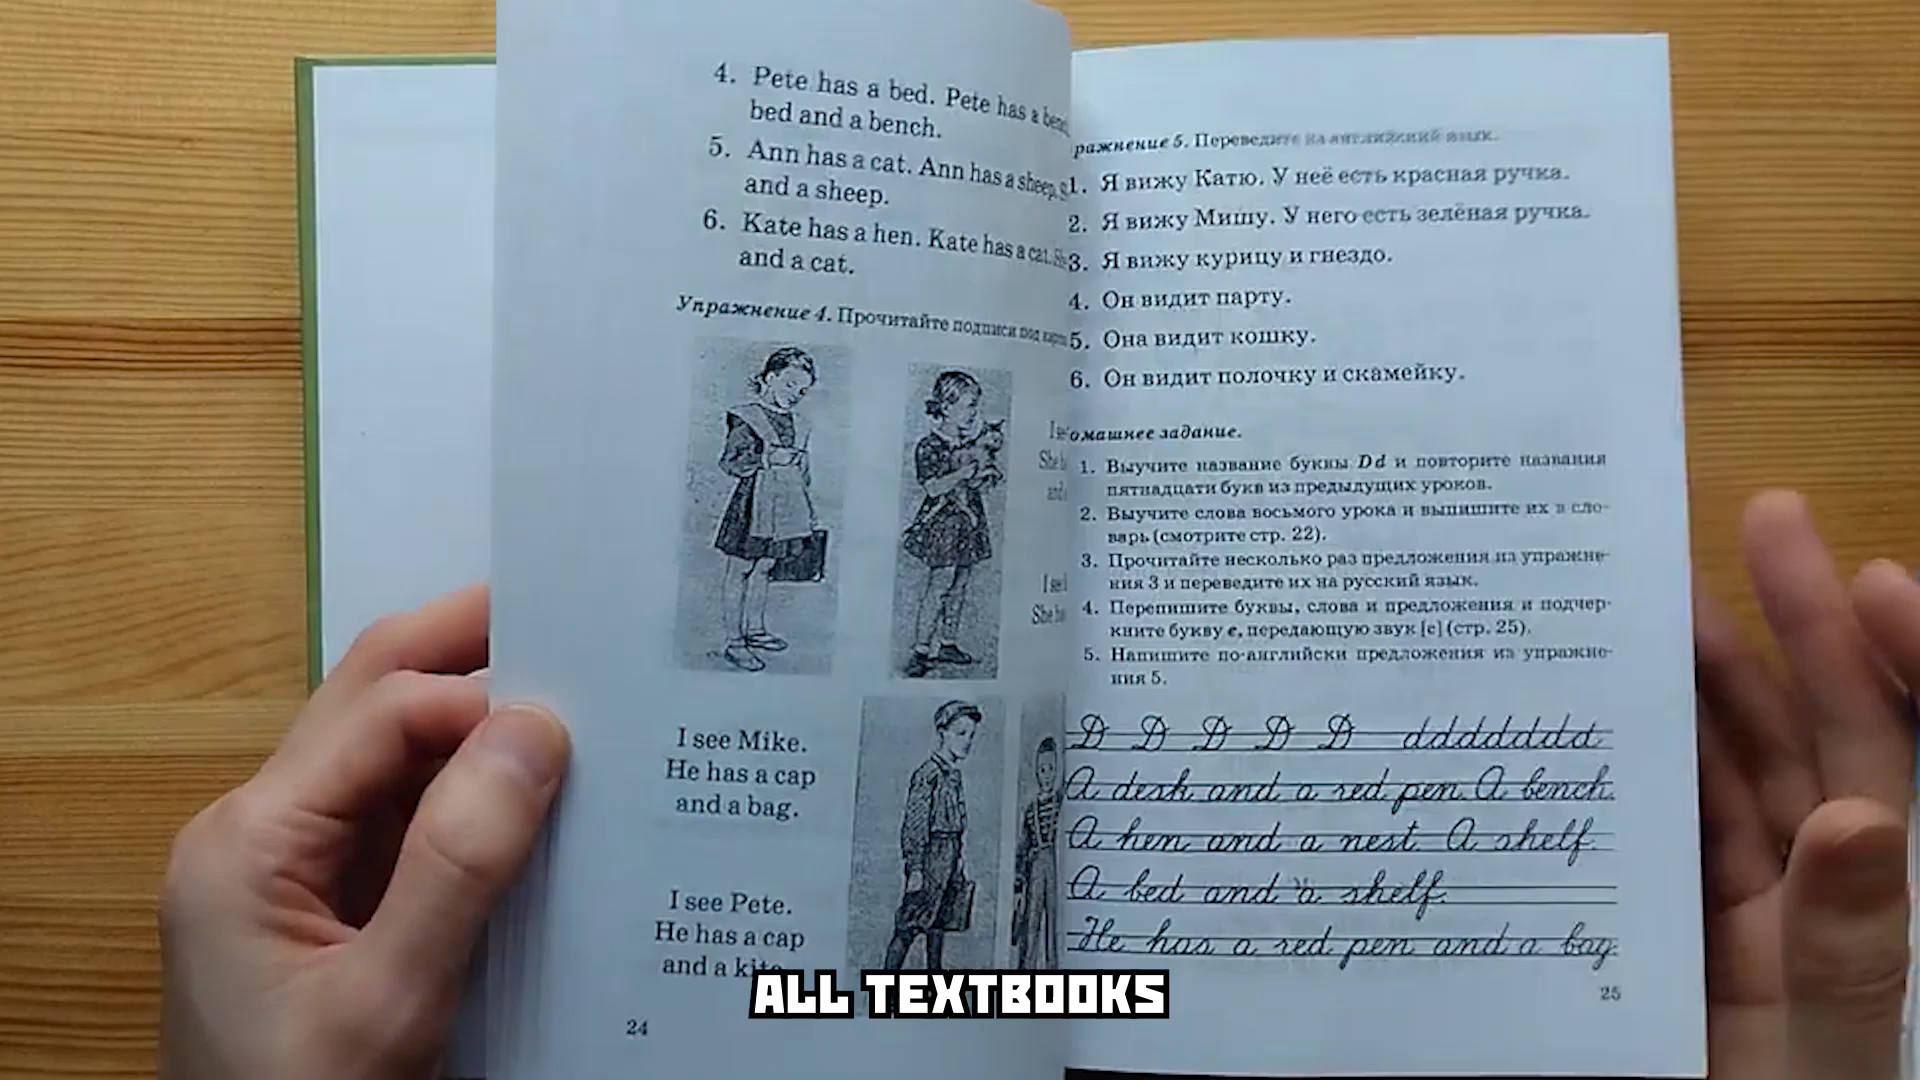 4. Pete has a bed. Pete has a bench
bed and a bench.
5. Ann has a cat. Ann has a sheep.
and a sheep.
6. Kate has a hen. Kate has a cat.
and a cat.
Упражнение 4. Прочитайте подписи под
I see Mike.
He has a cap
and a bag.
I see Pete.
He has a cap
and a kite
24
ражнение 5. Переведите на английский язык.
1. Я вижу Катю. У неё есть красная ручка.
2. Я вижу Мишу. У него есть зелёная ручка.
3. Я вижу курицу и гнездо.
4. Он видит парту.
5. Она видит кошку.
6. Он видит полочку и скамейку.
омашнее задание.
1. Выучите название буквы Dd и повторите названия
пятнадцати букв из предыдущих уроков.
2. Выучите слова восьмого урока и выпишите их в сло-
варь (смотрите стр. 22).
3. Прочитайте несколько раз предложения из упражне-
ния 3 и переведите их на русский язык.
4. Перепишите буквы, слова и предложения и подчер-
кните букву e, передающую звук [e] (стр. 25).
5. Напишите по-английски предложения из упражне-
ния 5.
D D D D D ddddddd
A desk and a red pen. A bench.
A hen and a nest. A shelf.
A bed and a shelf.
He has a red pen and a bag.
25
ALL TEXTBOOKS